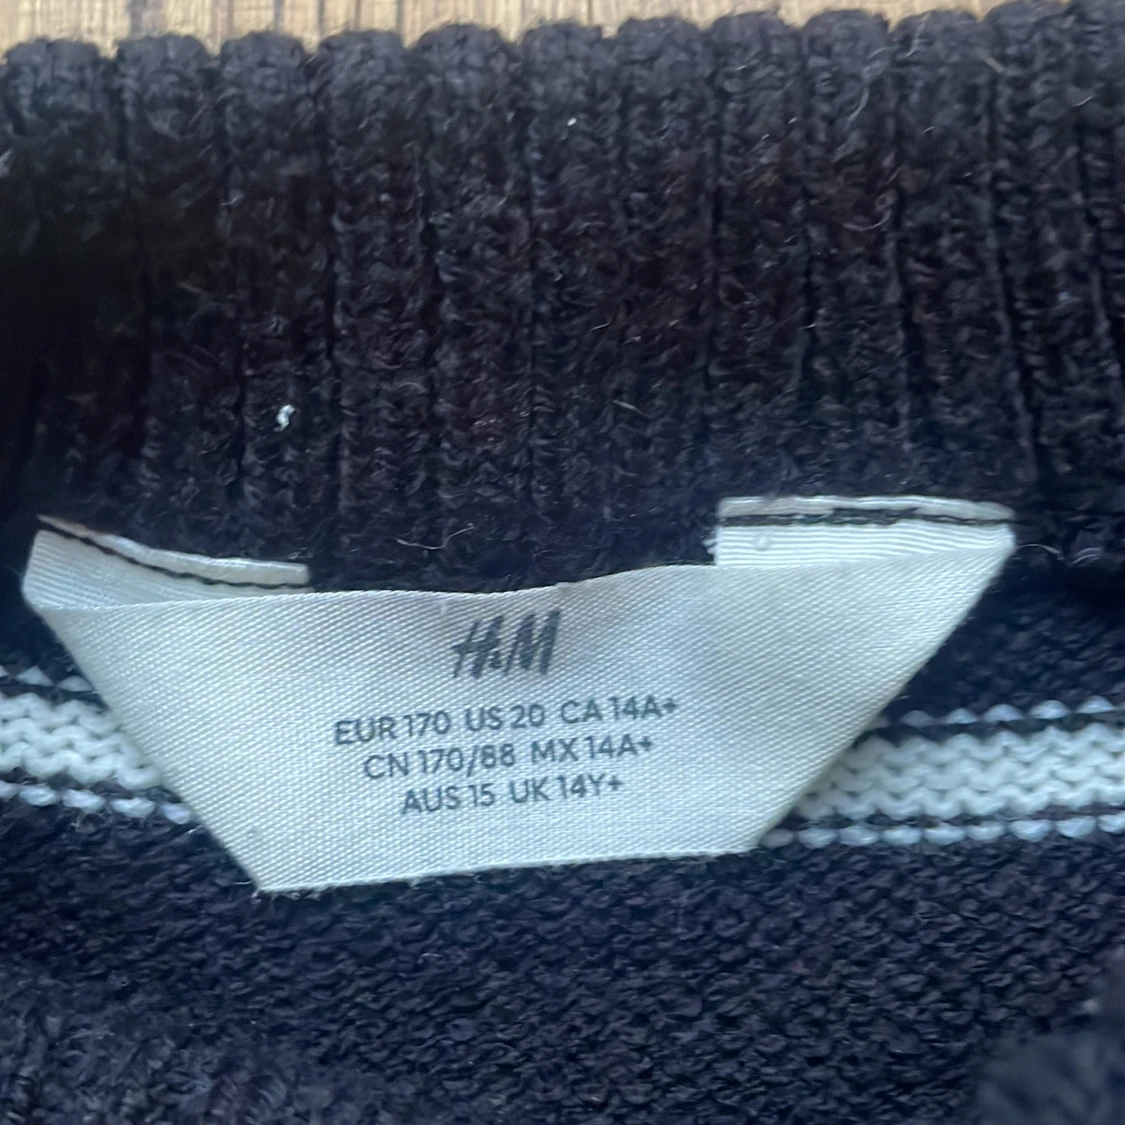 H&M
EUR 170 US 20 CA 14A+
CN 170/88 MX 14A+
AUS 15 UK 14Y+